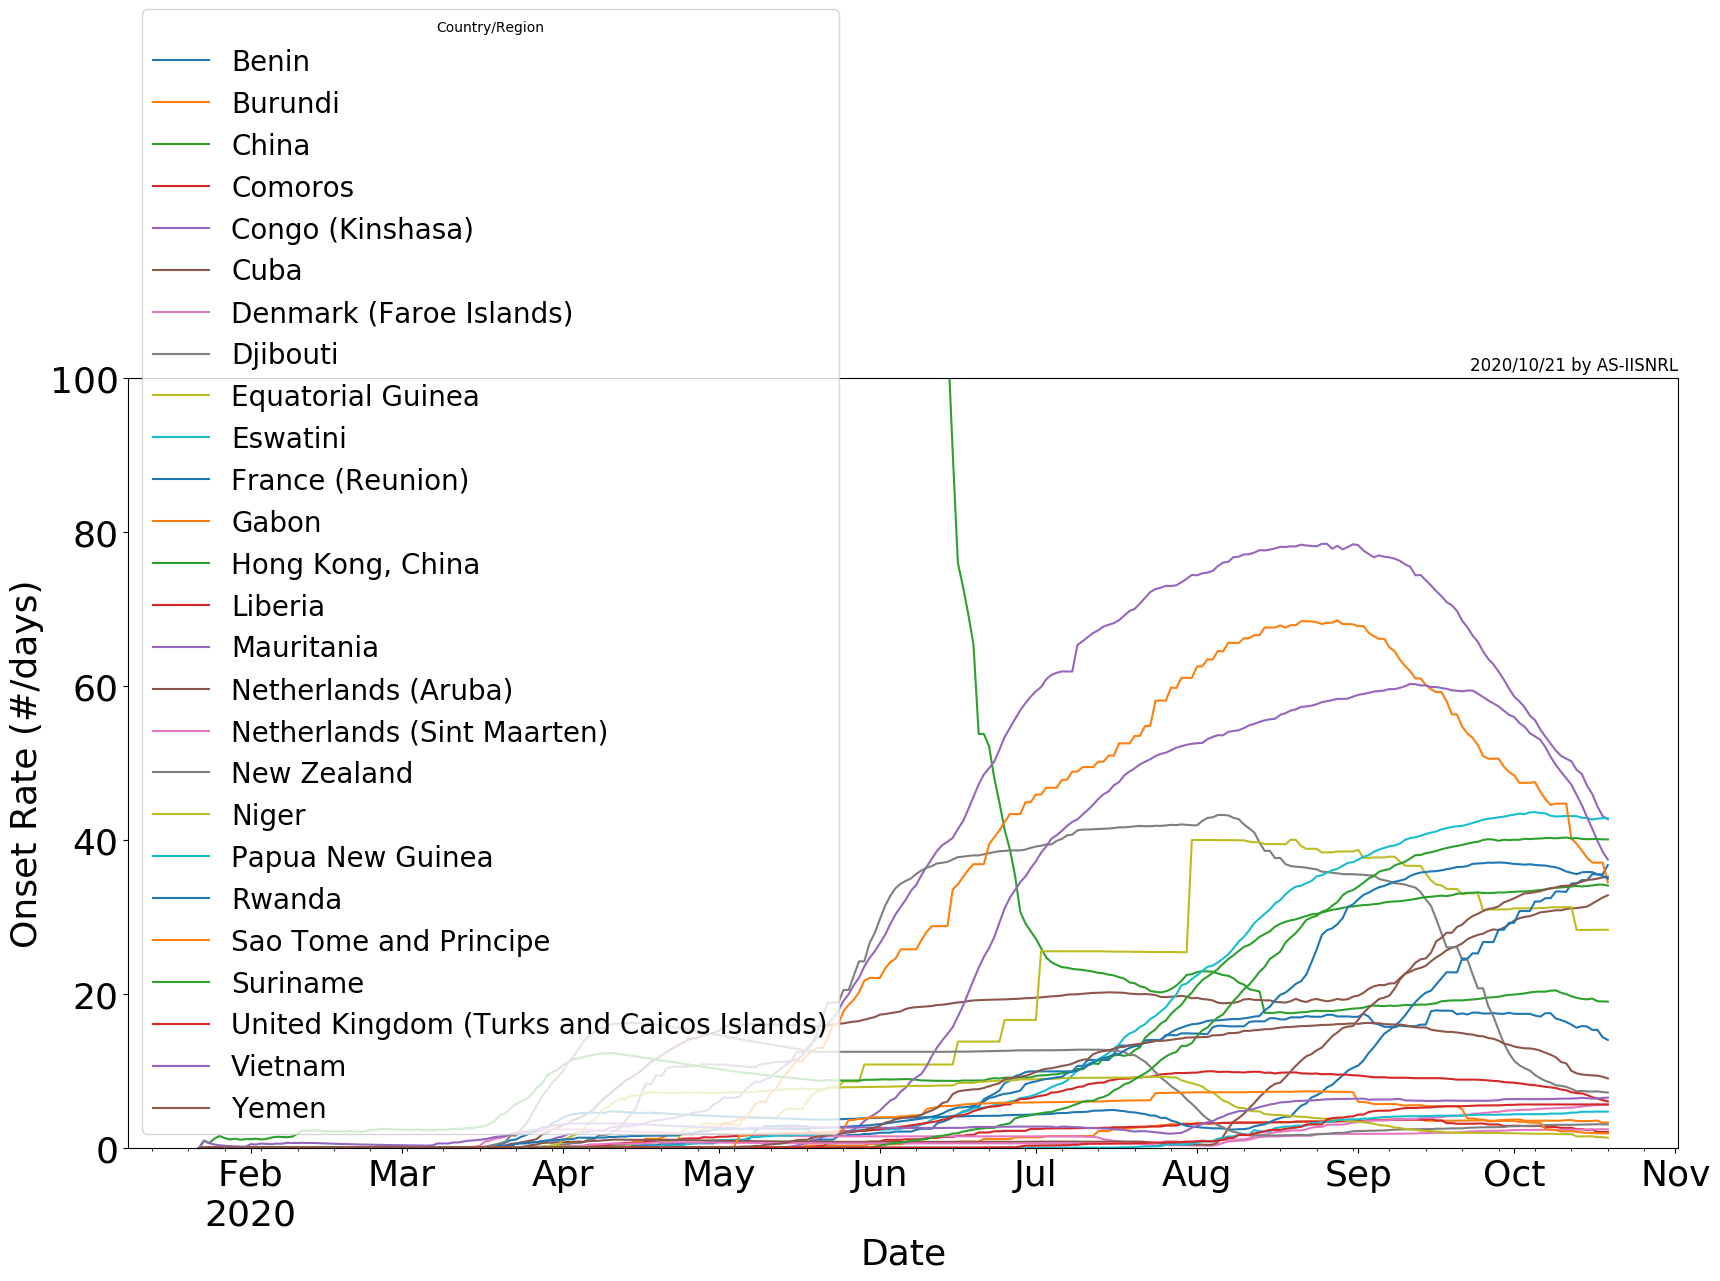 Country/Region
Benin
Burundi
China
Comoros
Congo (Kinshasa)
Cuba
Denmark (Faroe Islands)
Djibouti
Equatorial Guinea
Eswatini
France (Reunion)
Gabon
Hong Kong, China
Liberia
Mauritania
Netherlands (Aruba)
Netherlands (Sint Maarten)
New Zealand
Niger
Papua New Guinea
Rwanda
Sao Tome and Principe
Suriname
United Kingdom (Turks and Caicos Islands)
Vietnam
Yemen
2020/10/21 by AS-IISNRL
100
80
60
40
20
0
Onset Rate (#/days)
Feb Mar Apr May Jun Jul Aug Sep Oct Nov
2020
Date